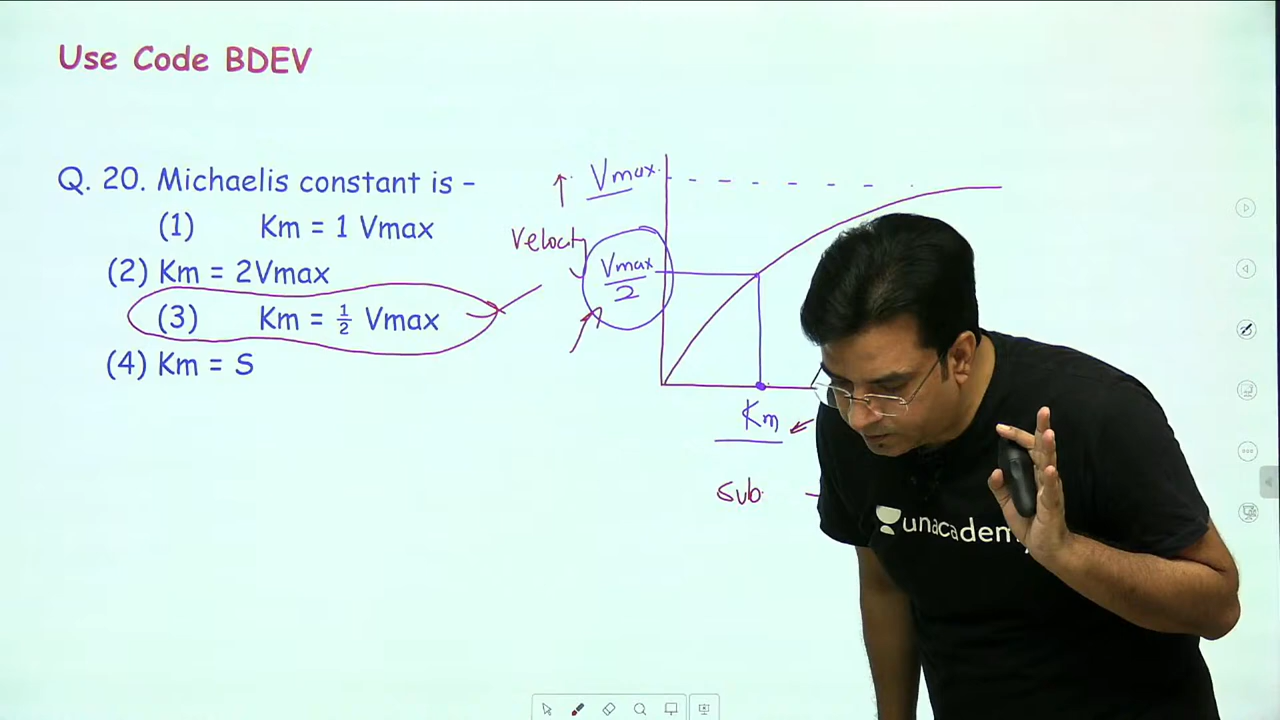 Use Code BDEV
Q. 20. Michaelis constant is -
(1) Km = 1 Vmax
(2) Km = 2Vmax
(3) Km = ½ Vmax
(4) Km = S
↑ Vmax
Velocity
Vmax
2
Km
Sub
unacademy